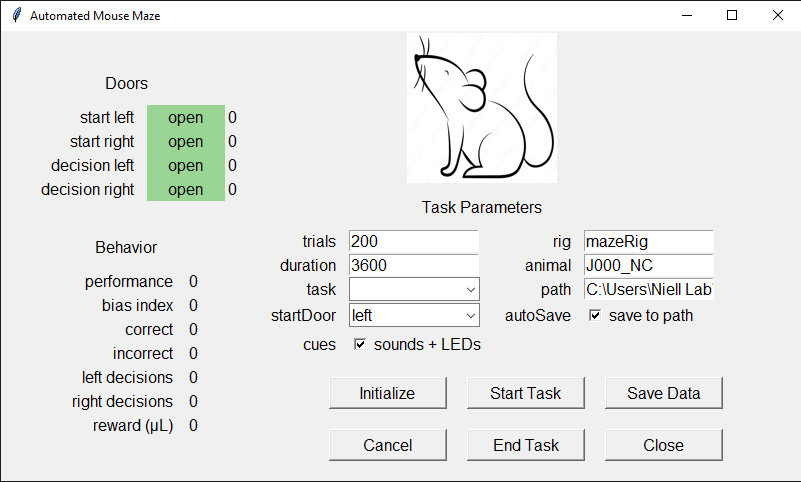 Automated Mouse Maze
Doors
start left open 0
start right open 0
decision left open 0
decision right open 0
Task Parameters
Behavior
performance 0
bias index 0
correct 0
incorrect 0
left decisions 0
right decisions 0
reward (µL) 0
trials 200
duration 3600
task
startDoor left
cues sounds + LEDs
rig mazeRig
animal J000_NC
path C:\Users\Niell Lab
autoSave save to path
Initialize Start Task Save Data
Cancel End Task Close